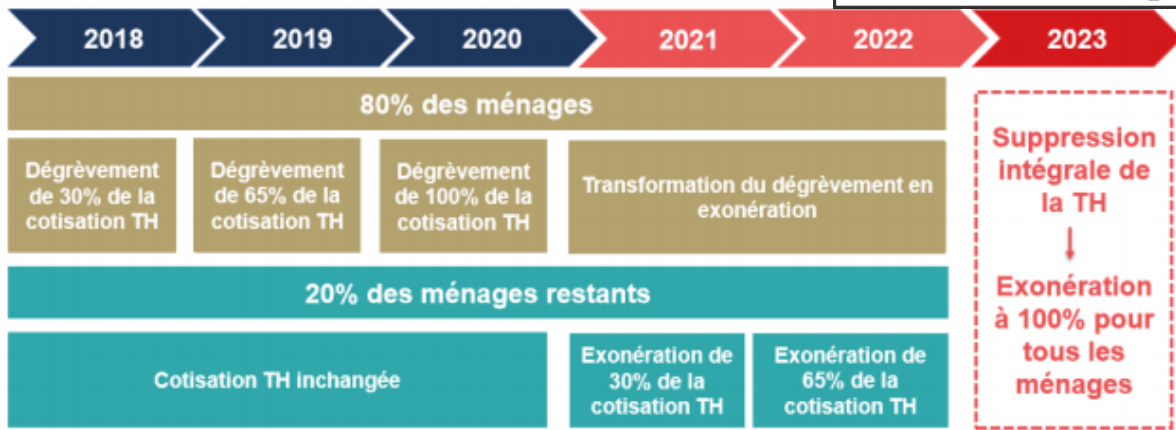 2018
2019
2020
2021
2022
2023
80% des ménages
Dégrèvement
de 30% de la
cotisation TH
Dégrèvement
de 65% de la
cotisation TH
Dégrèvement
de 100% de la
cotisation TH
Transformation du dégrèvement en
exonération
20% des ménages restants
Cotisation TH inchangée
Exonération de
30% de la
cotisation TH
Exonération de
65% de la
cotisation TH
Suppression
intégrale de
la TH
Exonération
à 100% pour
tous les
ménages